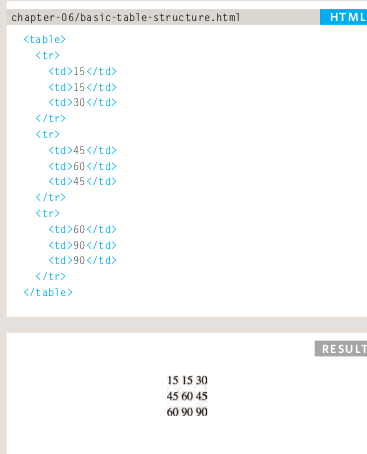 chapter-06/basic-table-structure.html HTML
<table>
<tr>
<td>15</td>
<td>15</td>
<td>30</td>
</tr>
<tr>
<td>45</td>
<td>60</td>
<td>45</td>
</tr>
<tr>
<td>60</td>
<td>90</td>
<td>90</td>
</tr>
</table>
RESULT
15 15 30
45 60 45
60 90 90